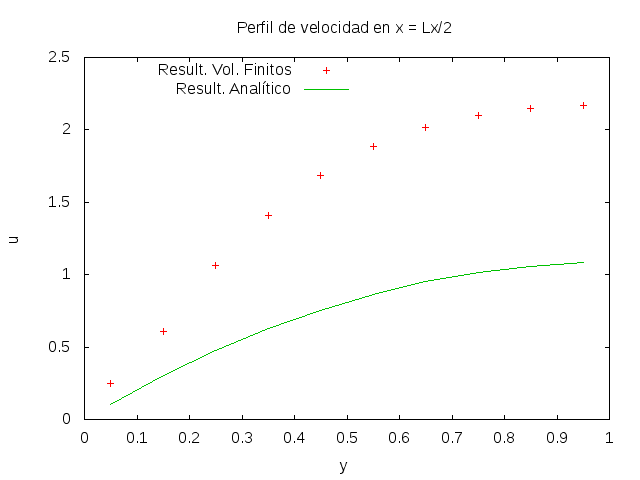 Perfil de velocidad en x = Lx/2
Result. Vol. Finitos
Result. Analítico
2.5
2
1.5
1
0.5
0
u
0 0.1 0.2 0.3 0.4 0.5 0.6 0.7 0.8 0.9 1
y